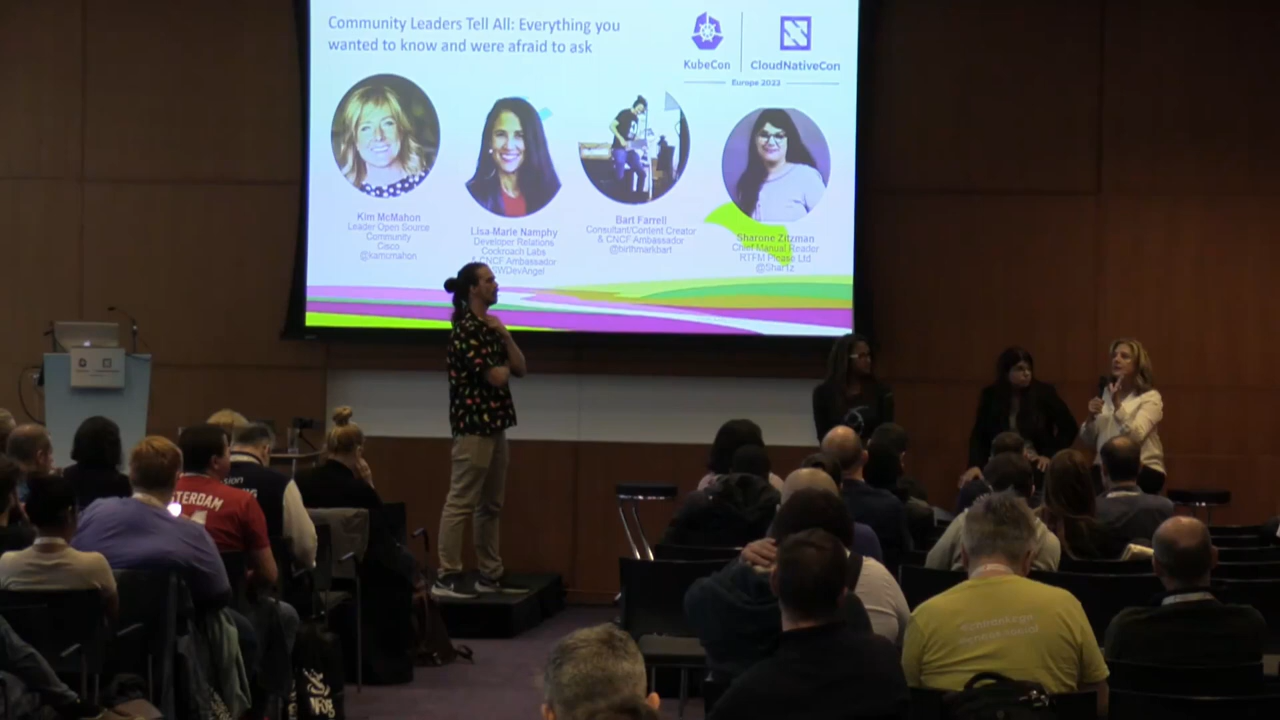 Community Leaders Tell All: Everything you
wanted to know and were afraid to ask
KubeCon
CloudNativeCon
Europe 2023
Kim McMahon
Leader Open Source
Community
Cisco
@kamcmahon
Lisa-Marie Namphy
Developer Relations
Cockroach Labs
& CNCF Ambassador
SWDevAngel
Bart Farrell
Consultant/Content Creator
& CNCF Ambassador
@birthmarkbart
Sharone Zitzman
Chief Manual Reader
RTFM Please Ltd
@Shar1z
TERDAM